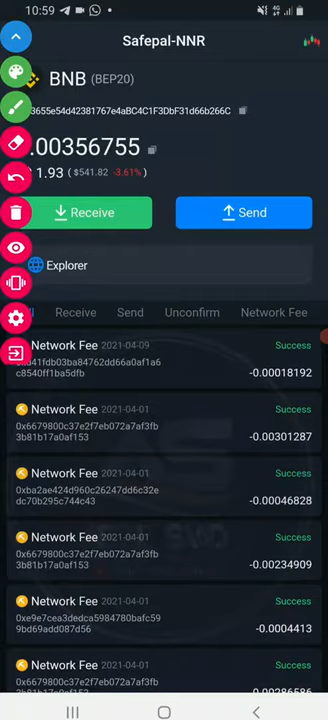 10:59
Safepal-NNR
BNB (BEP20)
3655e54d42381767e4aBC4C1F3DbF31d66b266C
.00356755
1.93 ( $541.82 -3.61% )
Receive Send
Explorer
Receive Send Unconfirm Network Fee
Network Fee 2021-04-09 Success
d41fdb03ba84762dd66a0af1a6
c8540ff1ba5dfb
-0.00018192
Network Fee 2021-04-01 Success
0x6679800c37e2f7eb072a7af3fb
3b81b17a0af153
-0.00301287
Network Fee 2021-04-01 Success
0xba2ae424d960c26247dd6c32e
dc70b295c744c43
-0.00046828
Network Fee 2021-04-01 Success
0x6679800c37e2f7eb072a7af3fb
3b81b17a0af153
-0.00234909
Network Fee 2021-04-01 Success
0xe9e7cea3dedca5984780bafc59
9bd69add087d56
-0.0004413
Network Fee 2021-04-01 Success
0x6679800c37e2f7eb072a7af3fb